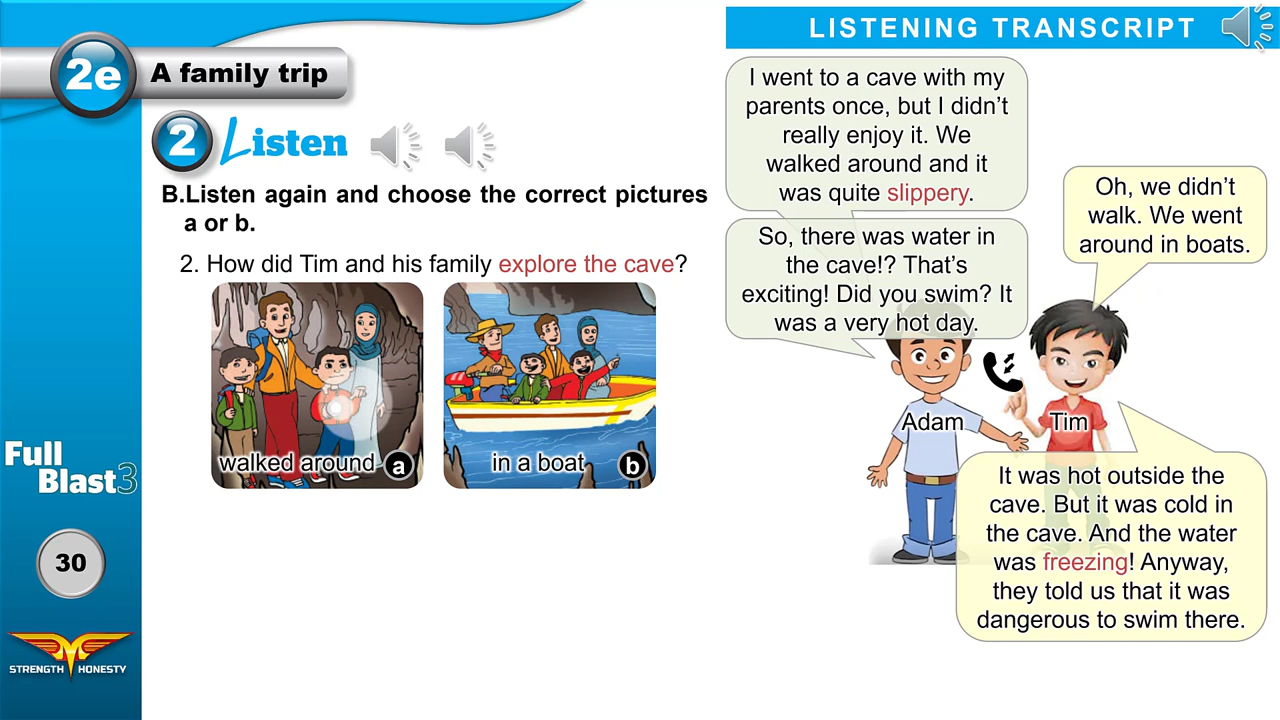 2e
A family trip
2
Listen
B.Listen again and choose the correct pictures
a or b.
2. How did Tim and his family explore the cave?
walked around a
in a boat b
Full
Blast3
30
STRENGTH HONESTY
LISTENING TRANSCRIPT
I went to a cave with my
parents once, but I didn't
really enjoy it. We
walked around and it
was quite slippery.
Oh, we didn't
walk. We went
around in boats.
So, there was water in
the cave!? That's
exciting! Did you swim? It
was a very hot day.
Adam
Tim
It was hot outside the
cave. But it was cold in
the cave. And the water
was freezing! Anyway,
they told us that it was
dangerous to swim there.